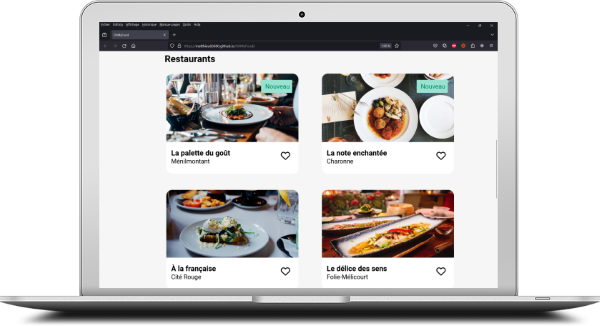 Restaurants
Nouveau
Nouveau
La palette du goût
Ménilmontant
La note enchantée
Charonne
À la française
Cité Rouge
Le délice des sens
Folie-Méricourt